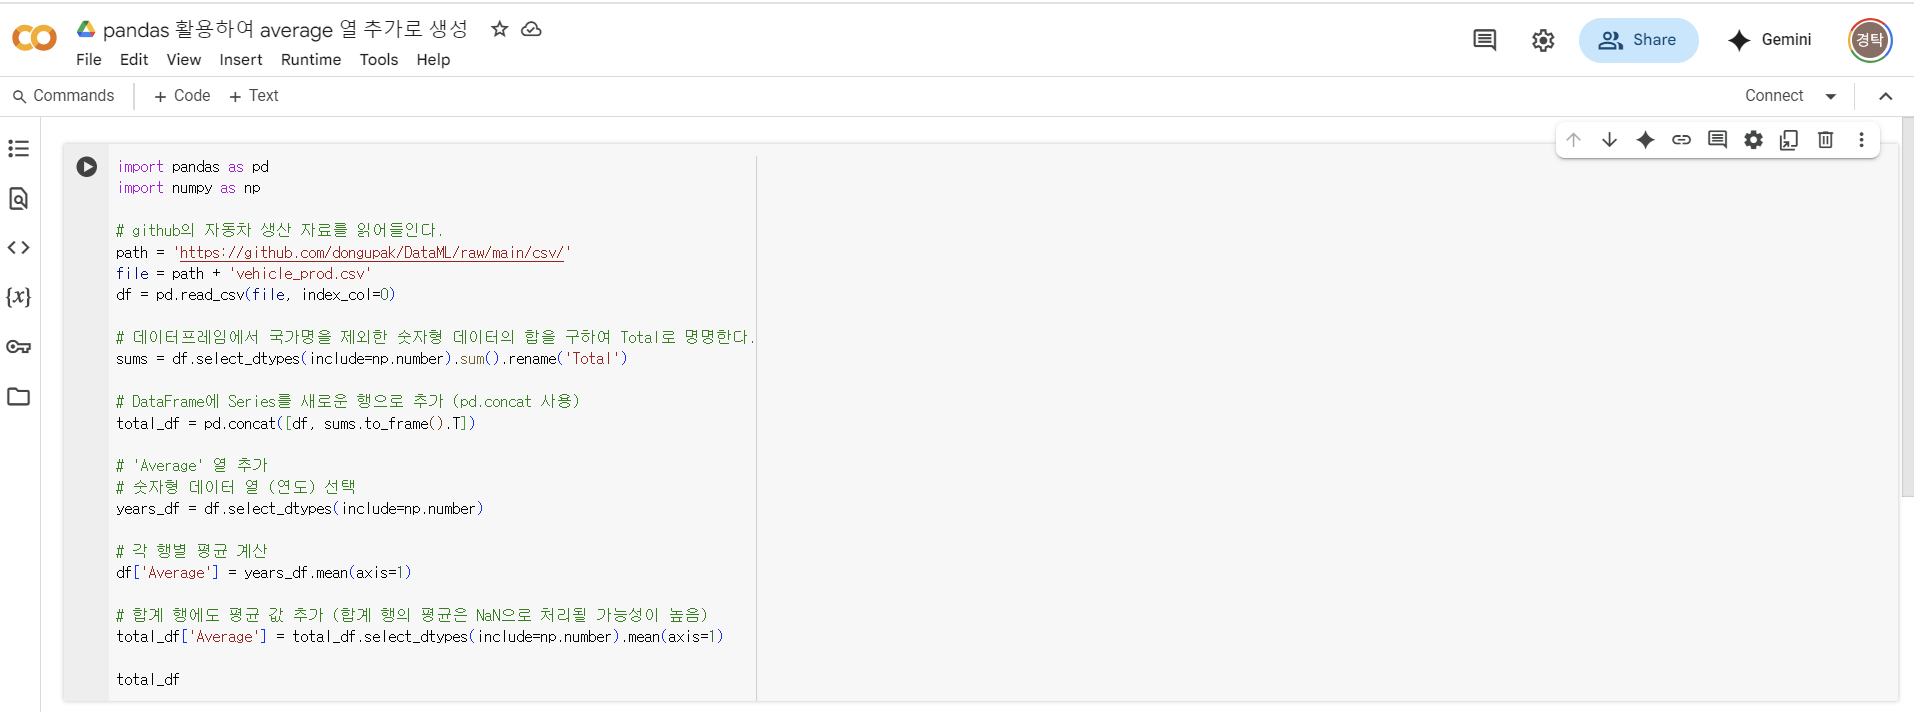 pandas 활용하여 average 열 추가로 생성
File Edit View Insert Runtime Tools Help
Share
Gemini
경탁
Commands + Code + Text
Connect
import pandas as pd
import numpy as np
# github의 자동차 생산 자료를 읽어들인다.
path = 'https://github.com/dongupak/DataML/raw/main/csv/'
file = path + 'vehicle_prod.csv'
df = pd.read_csv(file, index_col=0)
# 데이터프레임에서 국가명을 제외한 숫자형 데이터의 합을 구하여 Total로 명명한다.
sums = df.select_dtypes(include=np.number).sum().rename('Total')
# DataFrame에 Series를 새로운 행으로 추가 (pd.concat 사용)
total_df = pd.concat([df, sums.to_frame().T])
# 'Average' 열 추가
# 숫자형 데이터 열 (연도) 선택
years_df = df.select_dtypes(include=np.number)
# 각 행별 평균 계산
df['Average'] = years_df.mean(axis=1)
# 합계 행에도 평균 값 추가 (합계 행의 평균은 NaN으로 처리될 가능성이 높음)
total_df['Average'] = total_df.select_dtypes(include=np.number).mean(axis=1)
total_df